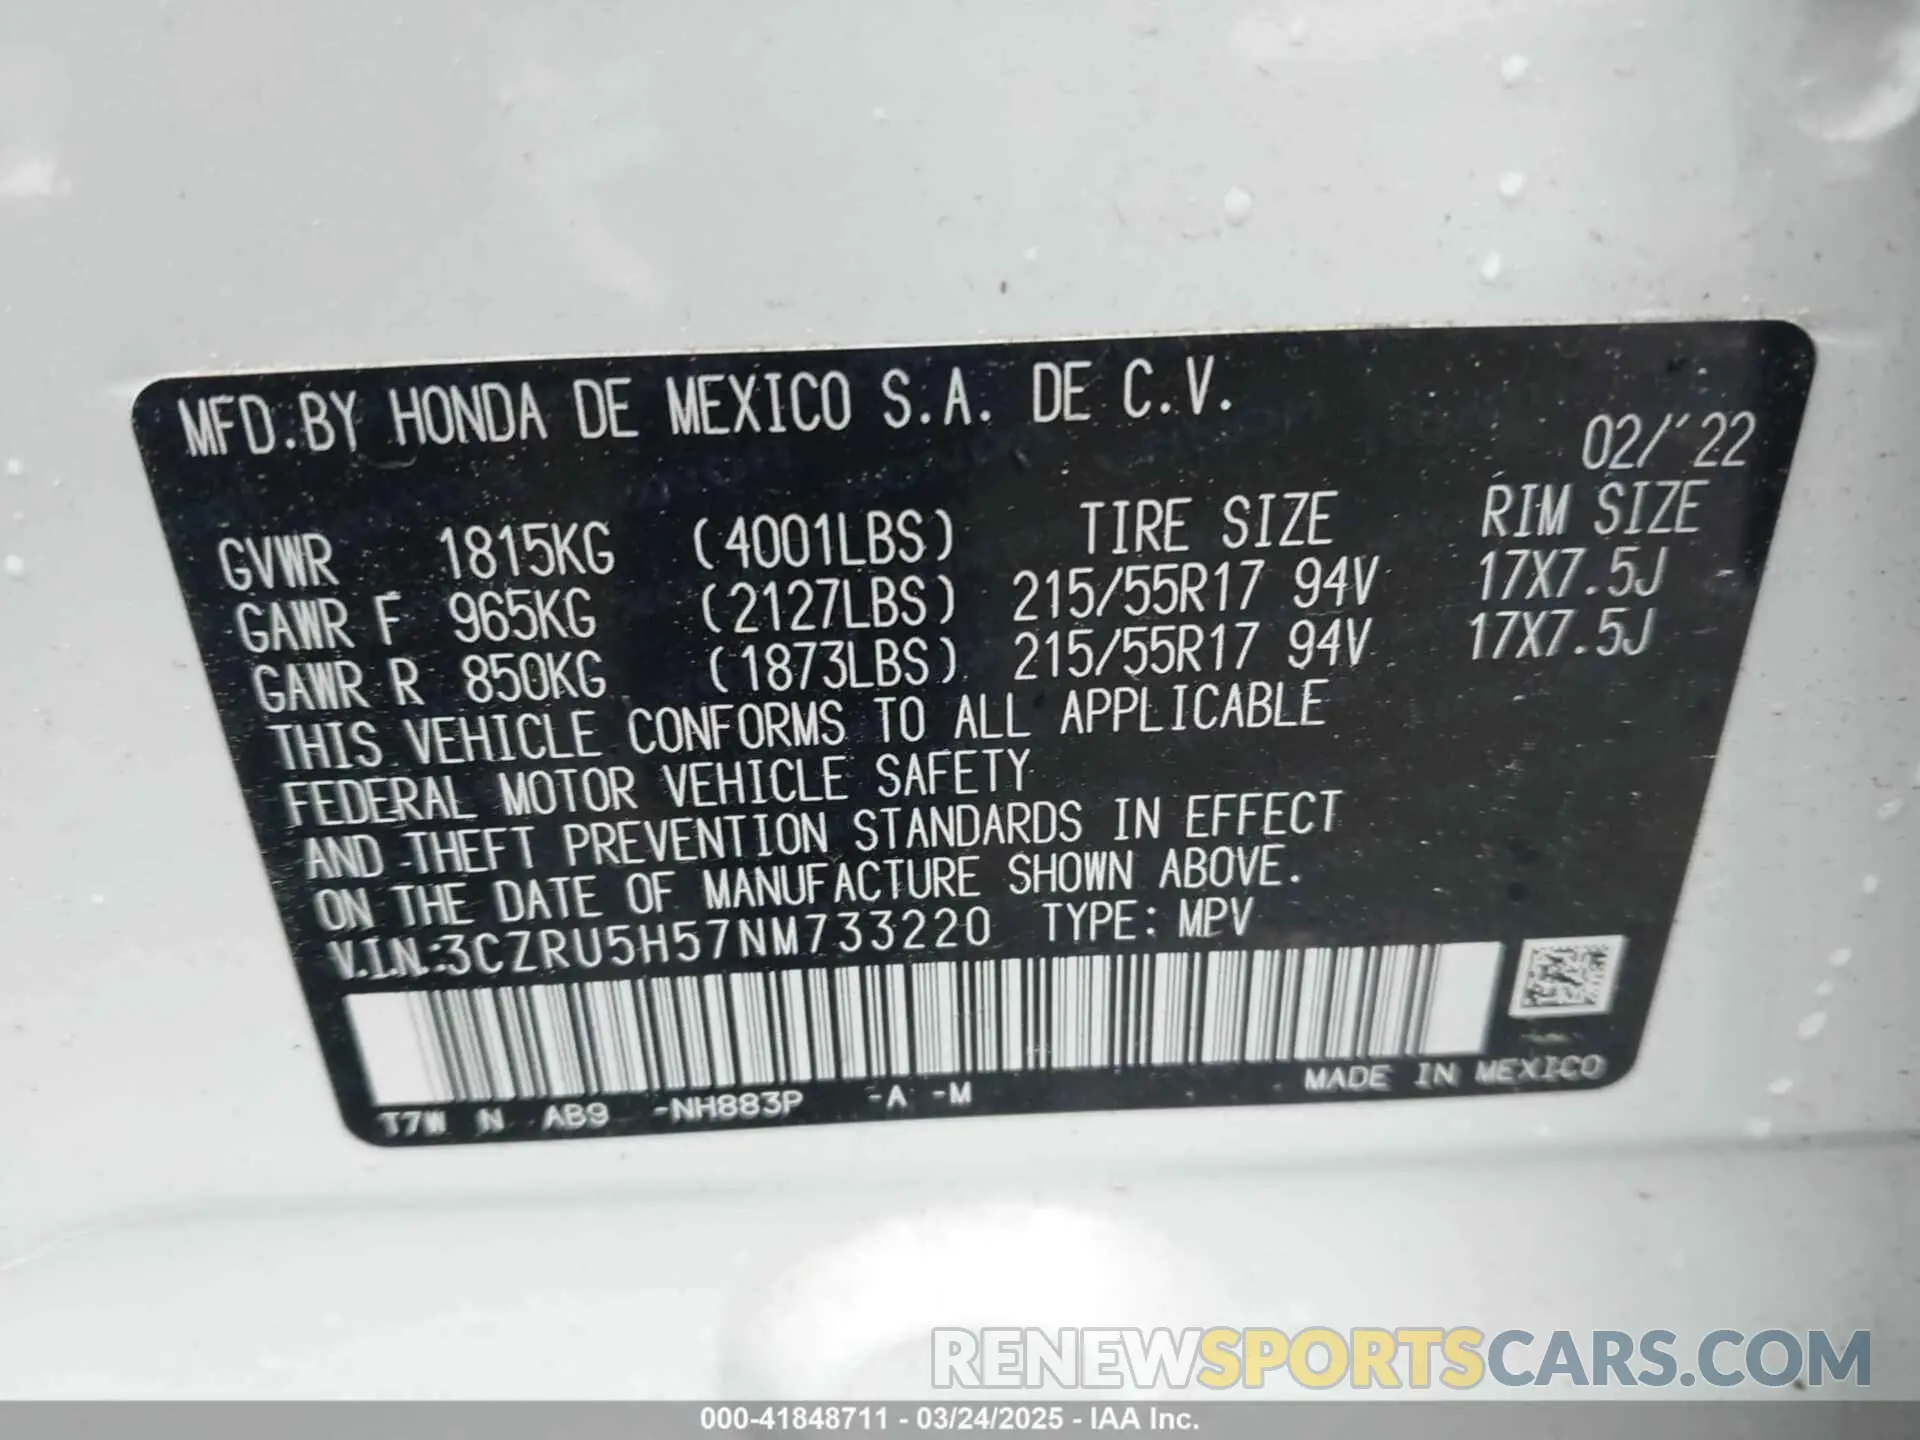 MFD.BY HONDA DE MEXICO S.A. DE C.V.
02/'22
GVWR 1815KG (4001LBS) TIRE SIZE RIM SIZE
GAWR F 965KG (2127LBS) 215/55R17 94V 17X7.5J
GAWR R 850KG (1873LBS) 215/55R17 94V 17X7.5J
THIS VEHICLE CONFORMS TO ALL APPLICABLE
FEDERAL MOTOR VEHICLE SAFETY
AND THEFT PREVENTION STANDARDS IN EFFECT
ON THE DATE OF MANUFACTURE SHOWN ABOVE.
V.I.N.:3CZRU5H57NM733220 TYPE: MPV
T7W N AB9 -NH883P -A -M MADE IN MEXICO
RENEWSPORTSCARS.COM
000-41848711 - 03/24/2025 - IAA Inc.